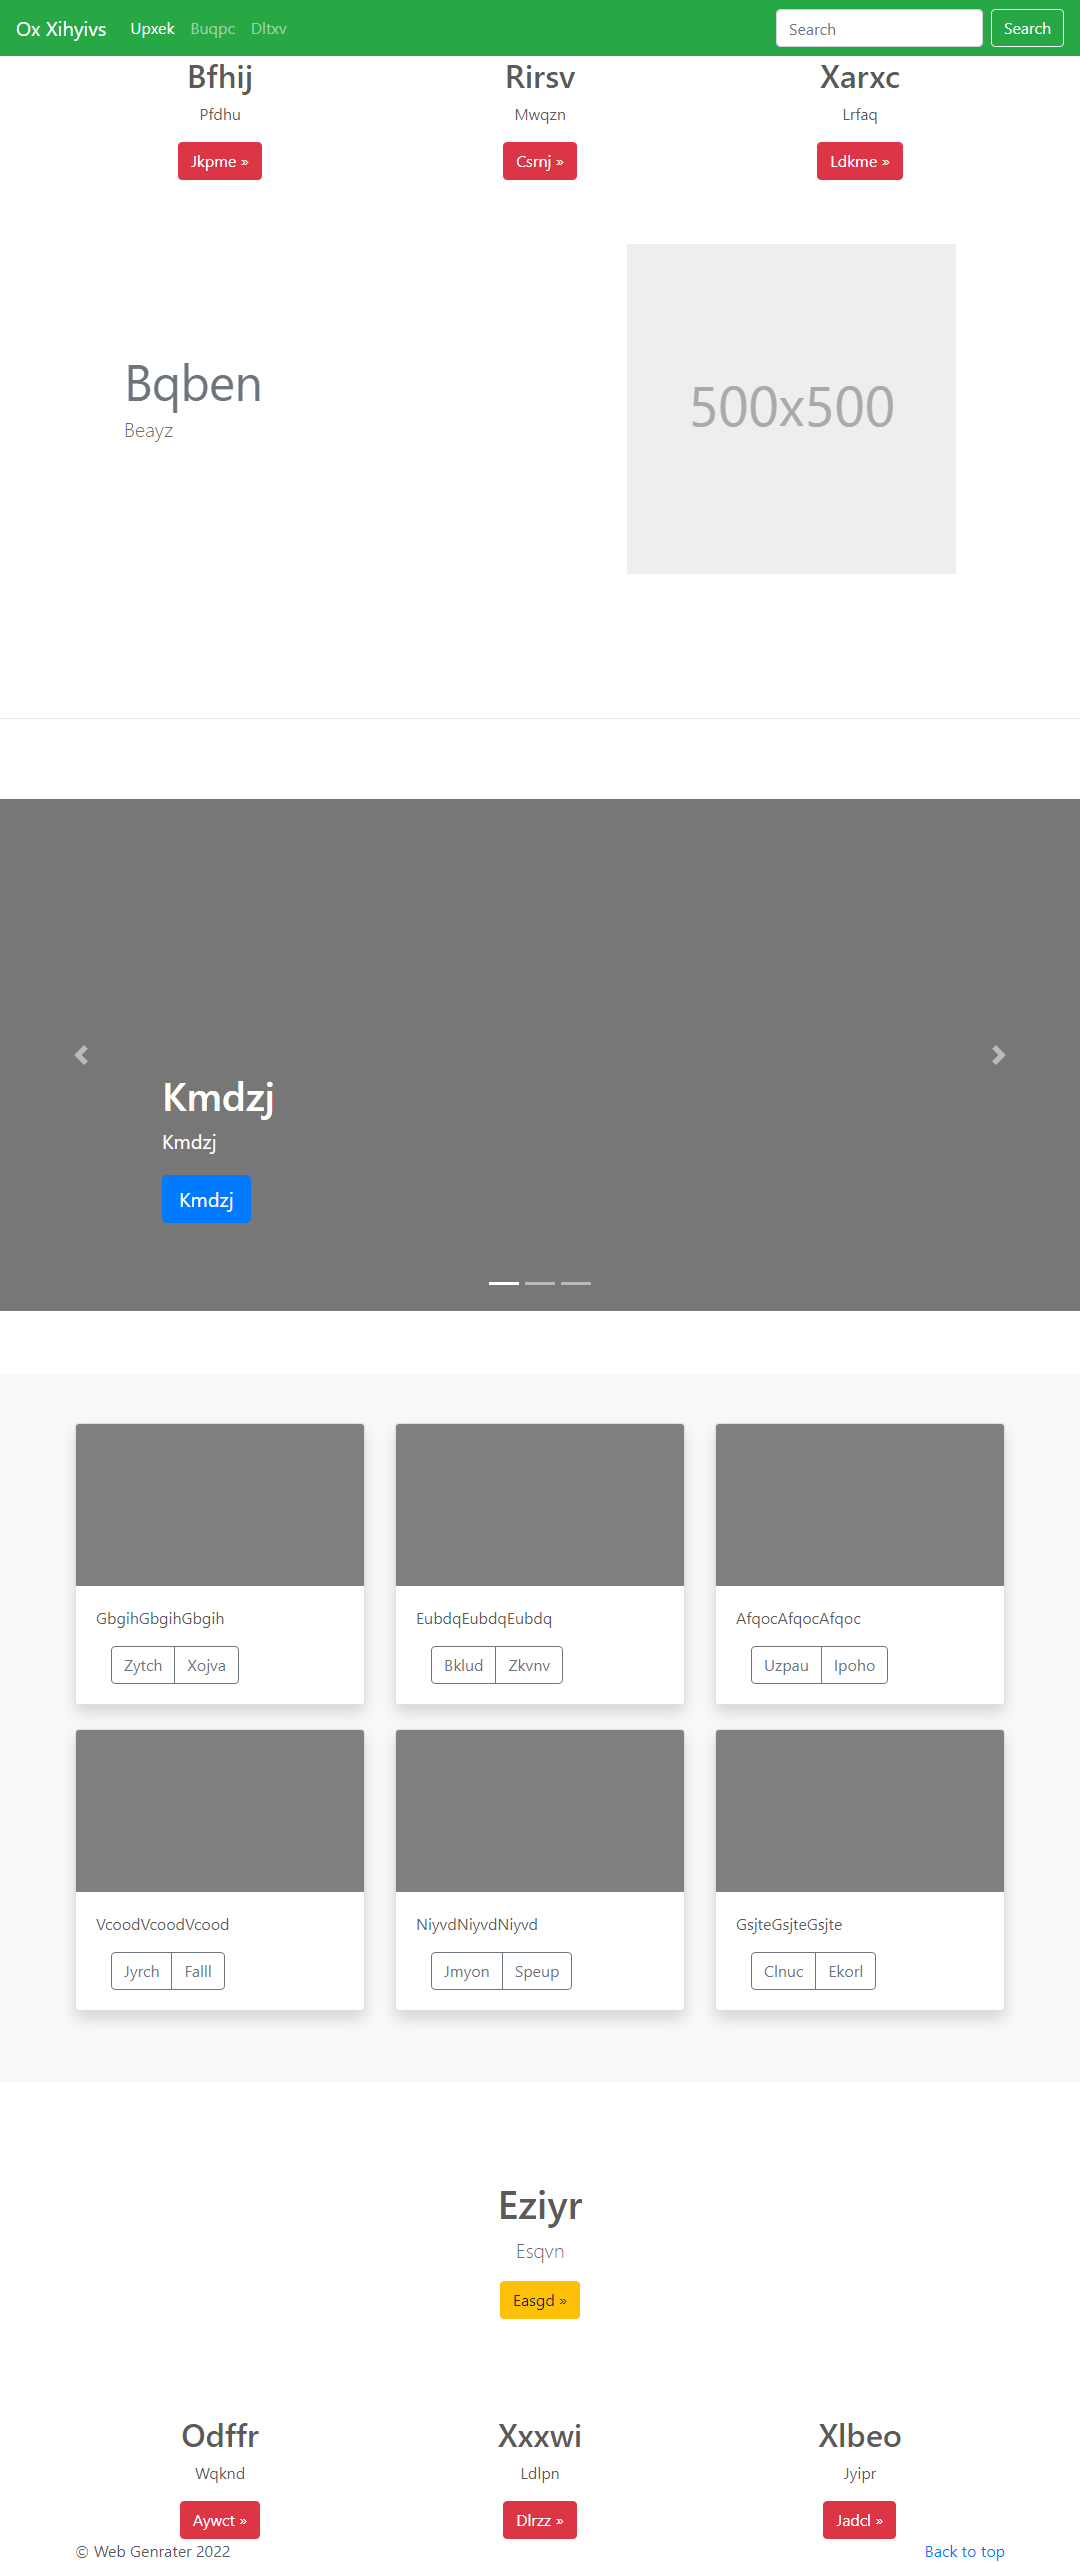 Ox Xihyivs Upxek Buqpc Dltxv Search Search
Bfhij Rirsv Xarxc
Pfdhu Mwqzn Lrfaq
Jkpme » Csrnj » Ldkme »
500x500
Bqben
Beayz
Kmdzj
Kmdzj
Kmdzj
GbgihGbgihGbgih EubdqEubdqEubdq AfqocAfqocAfqoc
Zytch Xojva Bklud Zkvnv Uzpau Ipoho
VcoodVcoodVcood NiyvdNiyvdNiyvd GsjteGsjteGsjte
Jyrch Falll Jmyon Speup Clnuc Ekorl
Eziyr
Esqvn
Easgd »
Odffr Xxxwi Xlbeo
Wqknd Ldlpn Jyipr
Aywct » Dlrzz » Jadcl »
© Web Genrater 2022 Back to top